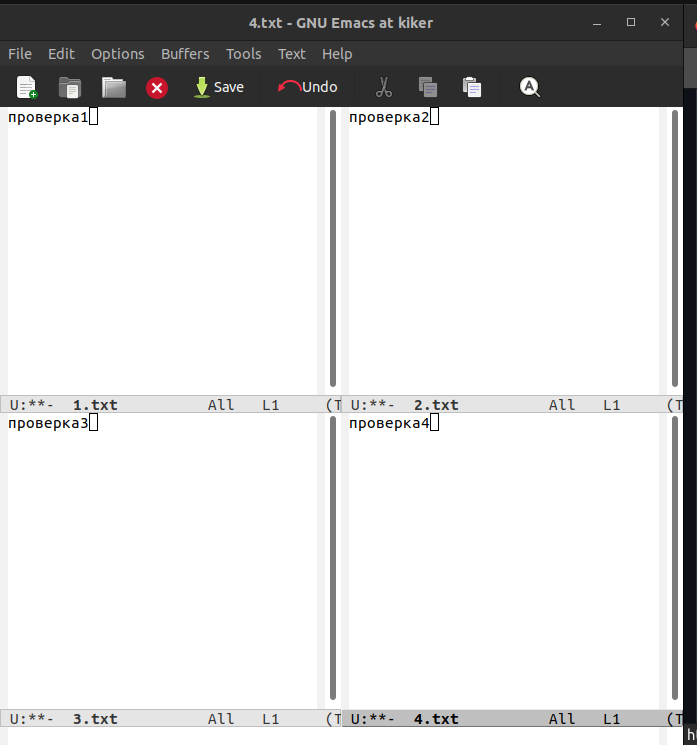 4.txt - GNU Emacs at kiker
File Edit Options Buffers Tools Text Help
Save Undo
проверка1
проверка2
U:**- 1.txt All L1 (T
U:**- 2.txt All L1 (T
проверка3
проверка4
U:**- 3.txt All L1 (T
U:**- 4.txt All L1 (T